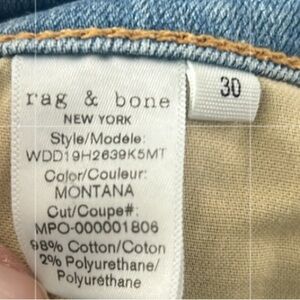 rag & bone
NEW YORK
Style/Modèle:
WDD19H2639K5MT
Color/Couleur:
MONTANA
Cut/Coupe#:
MPO-000001806
98% Cotton/Coton
2% Polyurethane/
Polyuréthane
30